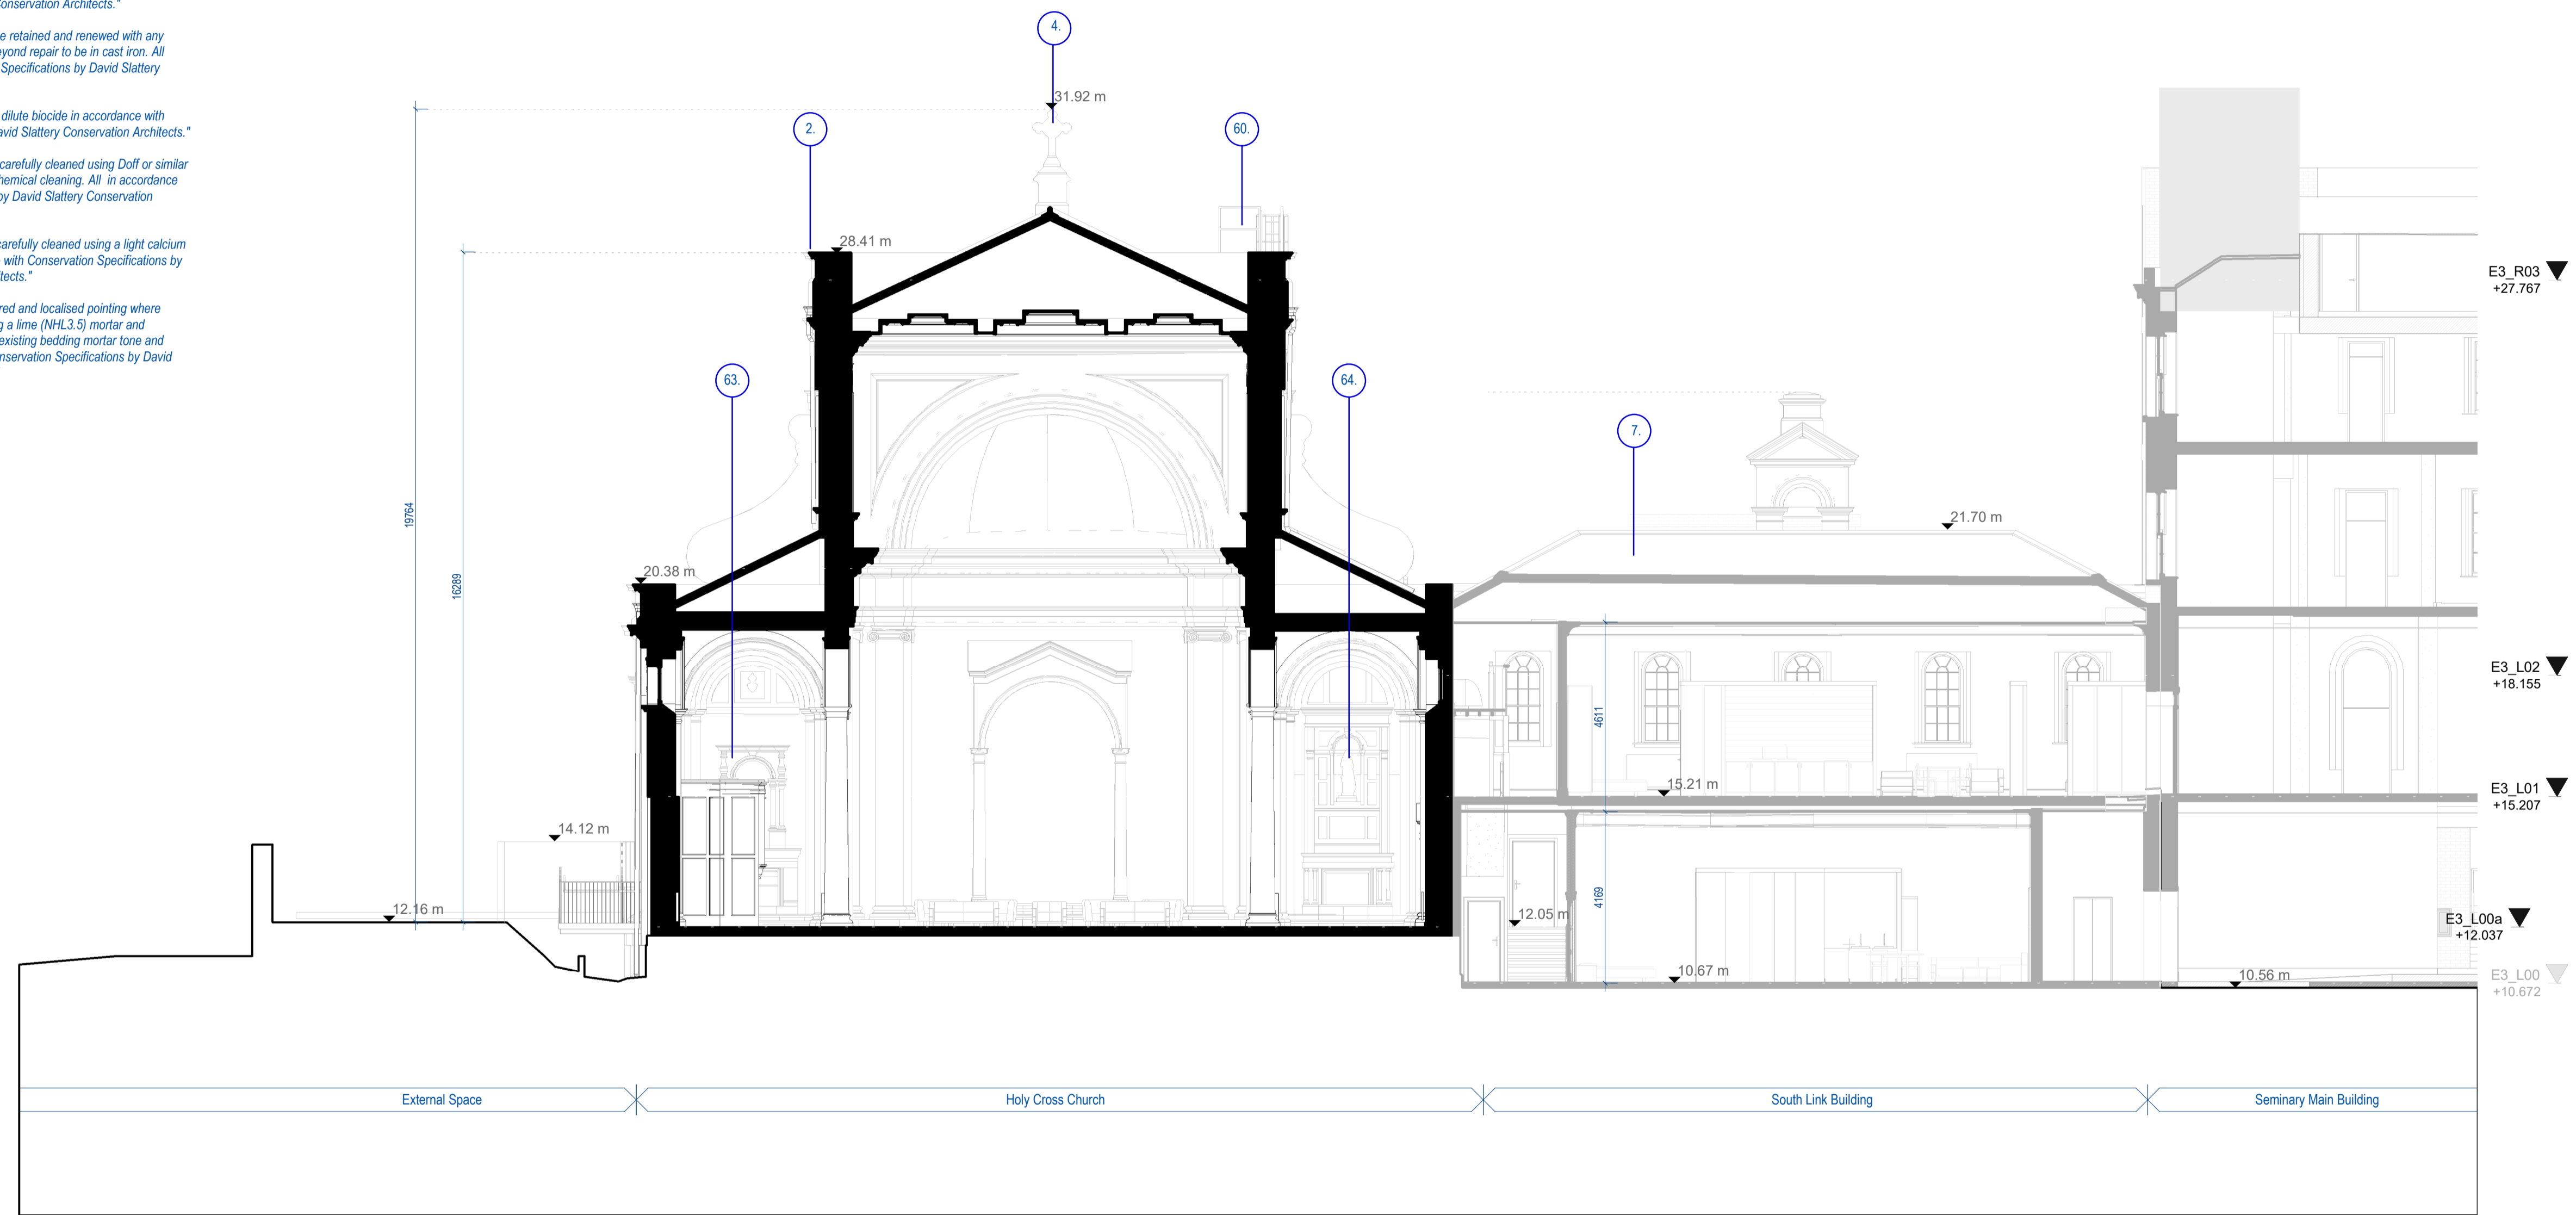 Conservation Architects."
e retained and renewed with any
eyond repair to be in cast iron. All
Specifications by David Slattery
dilute biocide in accordance with
avid Slattery Conservation Architects."
carefully cleaned using Doff or similar
hemical cleaning. All in accordance
by David Slattery Conservation
carefully cleaned using a light calcium
with Conservation Specifications by
itects."
red and localised pointing where
g a lime (NHL3.5) mortar and
existing bedding mortar tone and
onservation Specifications by David
4.
31.92 m
2.
60.
28.41 m
E3_R03
+27.767
63.
64.
7.
19764
21.70 m
16289
20.38 m
E3_L02
+18.155
4611
15.21 m
E3_L01
+15.207
14.12 m
4169
12.16 m
12.05 m
E3_L00a
+12.037
10.67 m
10.56 m
E3_L00
+10.672
External Space
Holy Cross Church
South Link Building
Seminary Main Building